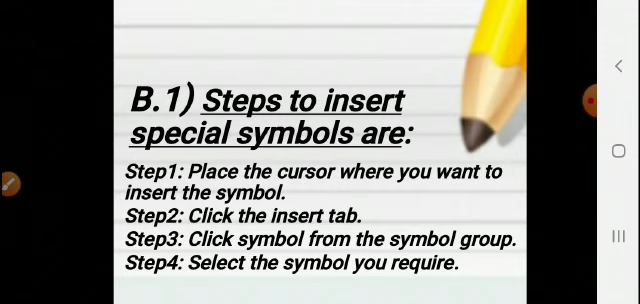 B.1) Steps to insert
special symbols are:
Step1: Place the cursor where you want to
insert the symbol.
Step2: Click the insert tab.
Step3: Click symbol from the symbol group.
Step4: Select the symbol you require.